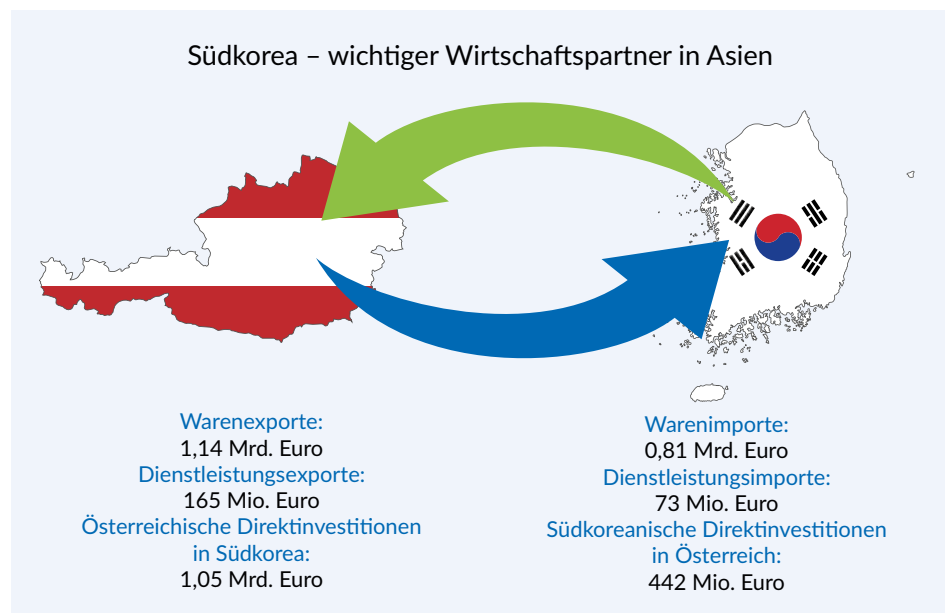 Südkorea – wichtiger Wirtschaftspartner in Asien
Warenexporte:
1,14 Mrd. Euro
Dienstleistungsexporte:
165 Mio. Euro
Österreichische Direktinvestitionen
in Südkorea:
1,05 Mrd. Euro
Warenimporte:
0,81 Mrd. Euro
Dienstleistungsimporte:
73 Mio. Euro
Südkoreanische Direktinvestitionen
in Österreich:
442 Mio. Euro